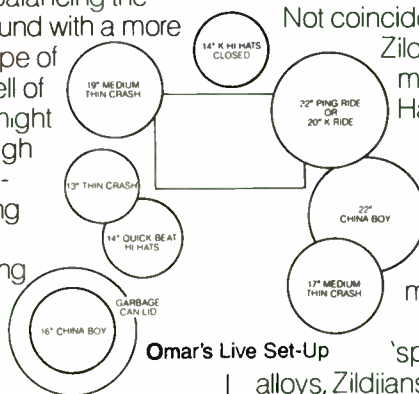 balancing the
und with a more
pe of
ell of
might
gh
-
ng
ng
Not coincide
Zild
m
Ha
m
'sp
alloys, Zildjians
14" K HI HATS
CLOSED
19" MEDIUM
THIN CRASH
22" PING RIDE
OR
20" K RIDE
13" THIN CRASH
14" QUICK BEAT
HI HATS
22"
CHINA BOY
17" MEDIUM
THIN CRASH
GARBAGE
CAN LID
16" CHINA BOY
Omar's Live Set-Up